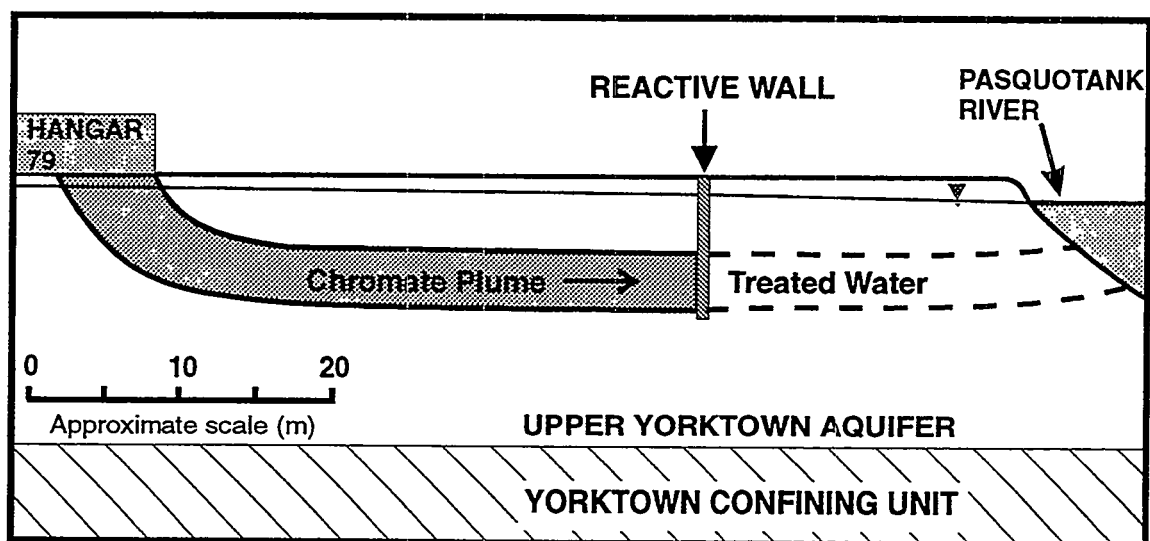 REACTIVE WALL
PASQUOTANK
RIVER
HANGAR
79
Chromate Plume
Treated Water
0 10 20
Approximate scale (m)
UPPER YORKTOWN AQUIFER
YORKTOWN CONFINING UNIT